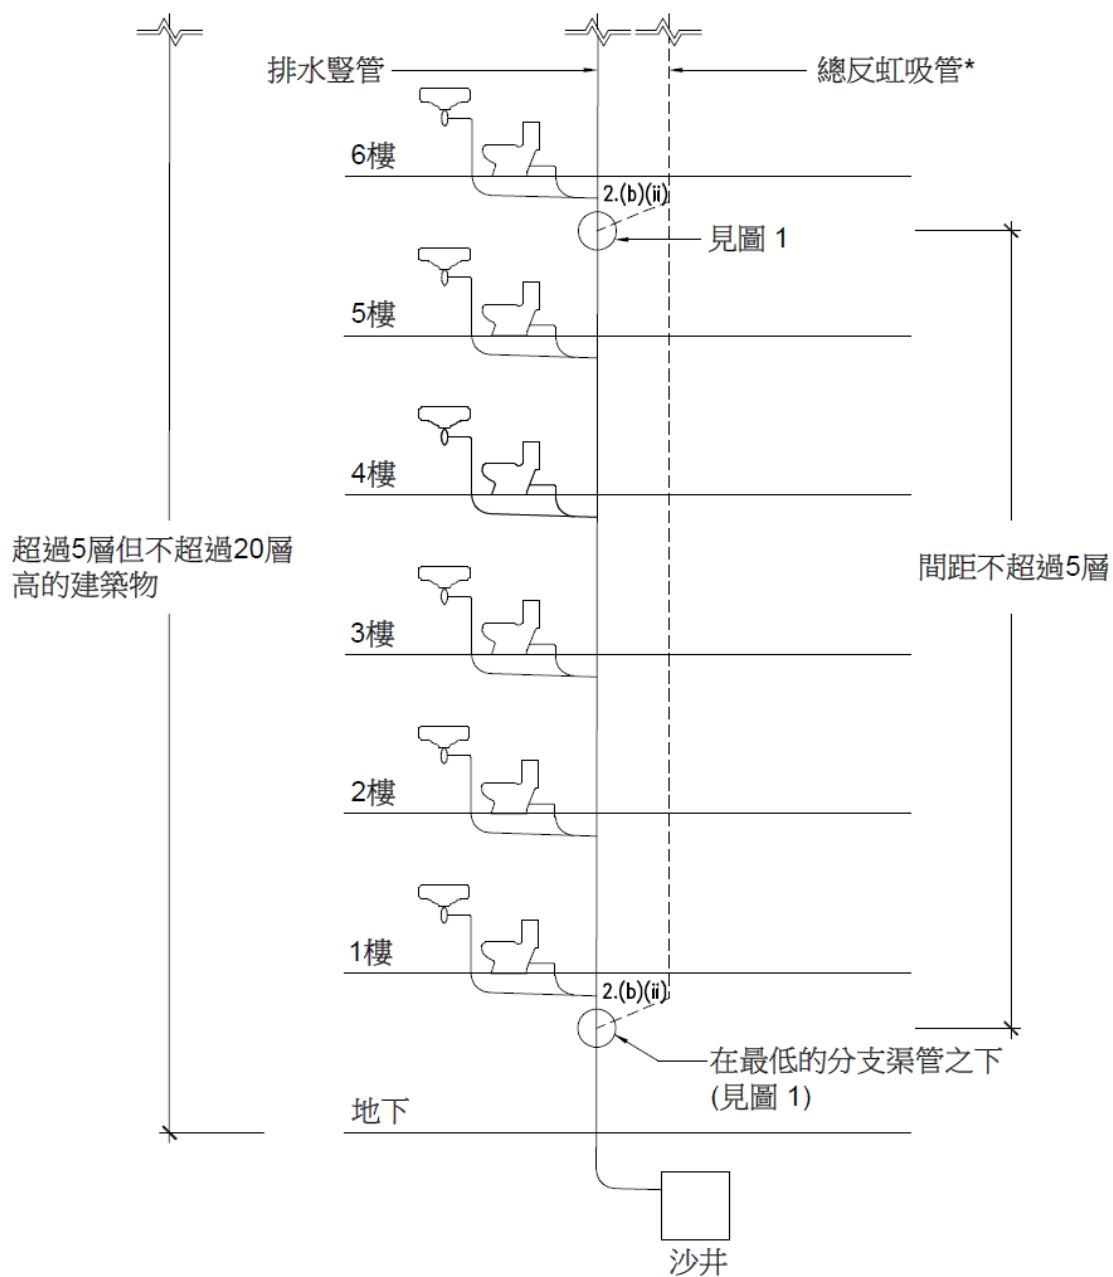 排水豎管
總反虹吸管*
6樓
2.(b)(ii)
見圖 1
5樓
4樓
超過5層但不超過20層
高的建築物
間距不超過5層
3樓
2樓
1樓
2.(b)(ii)
在最低的分支渠管之下
(見圖 1)
地下
沙井